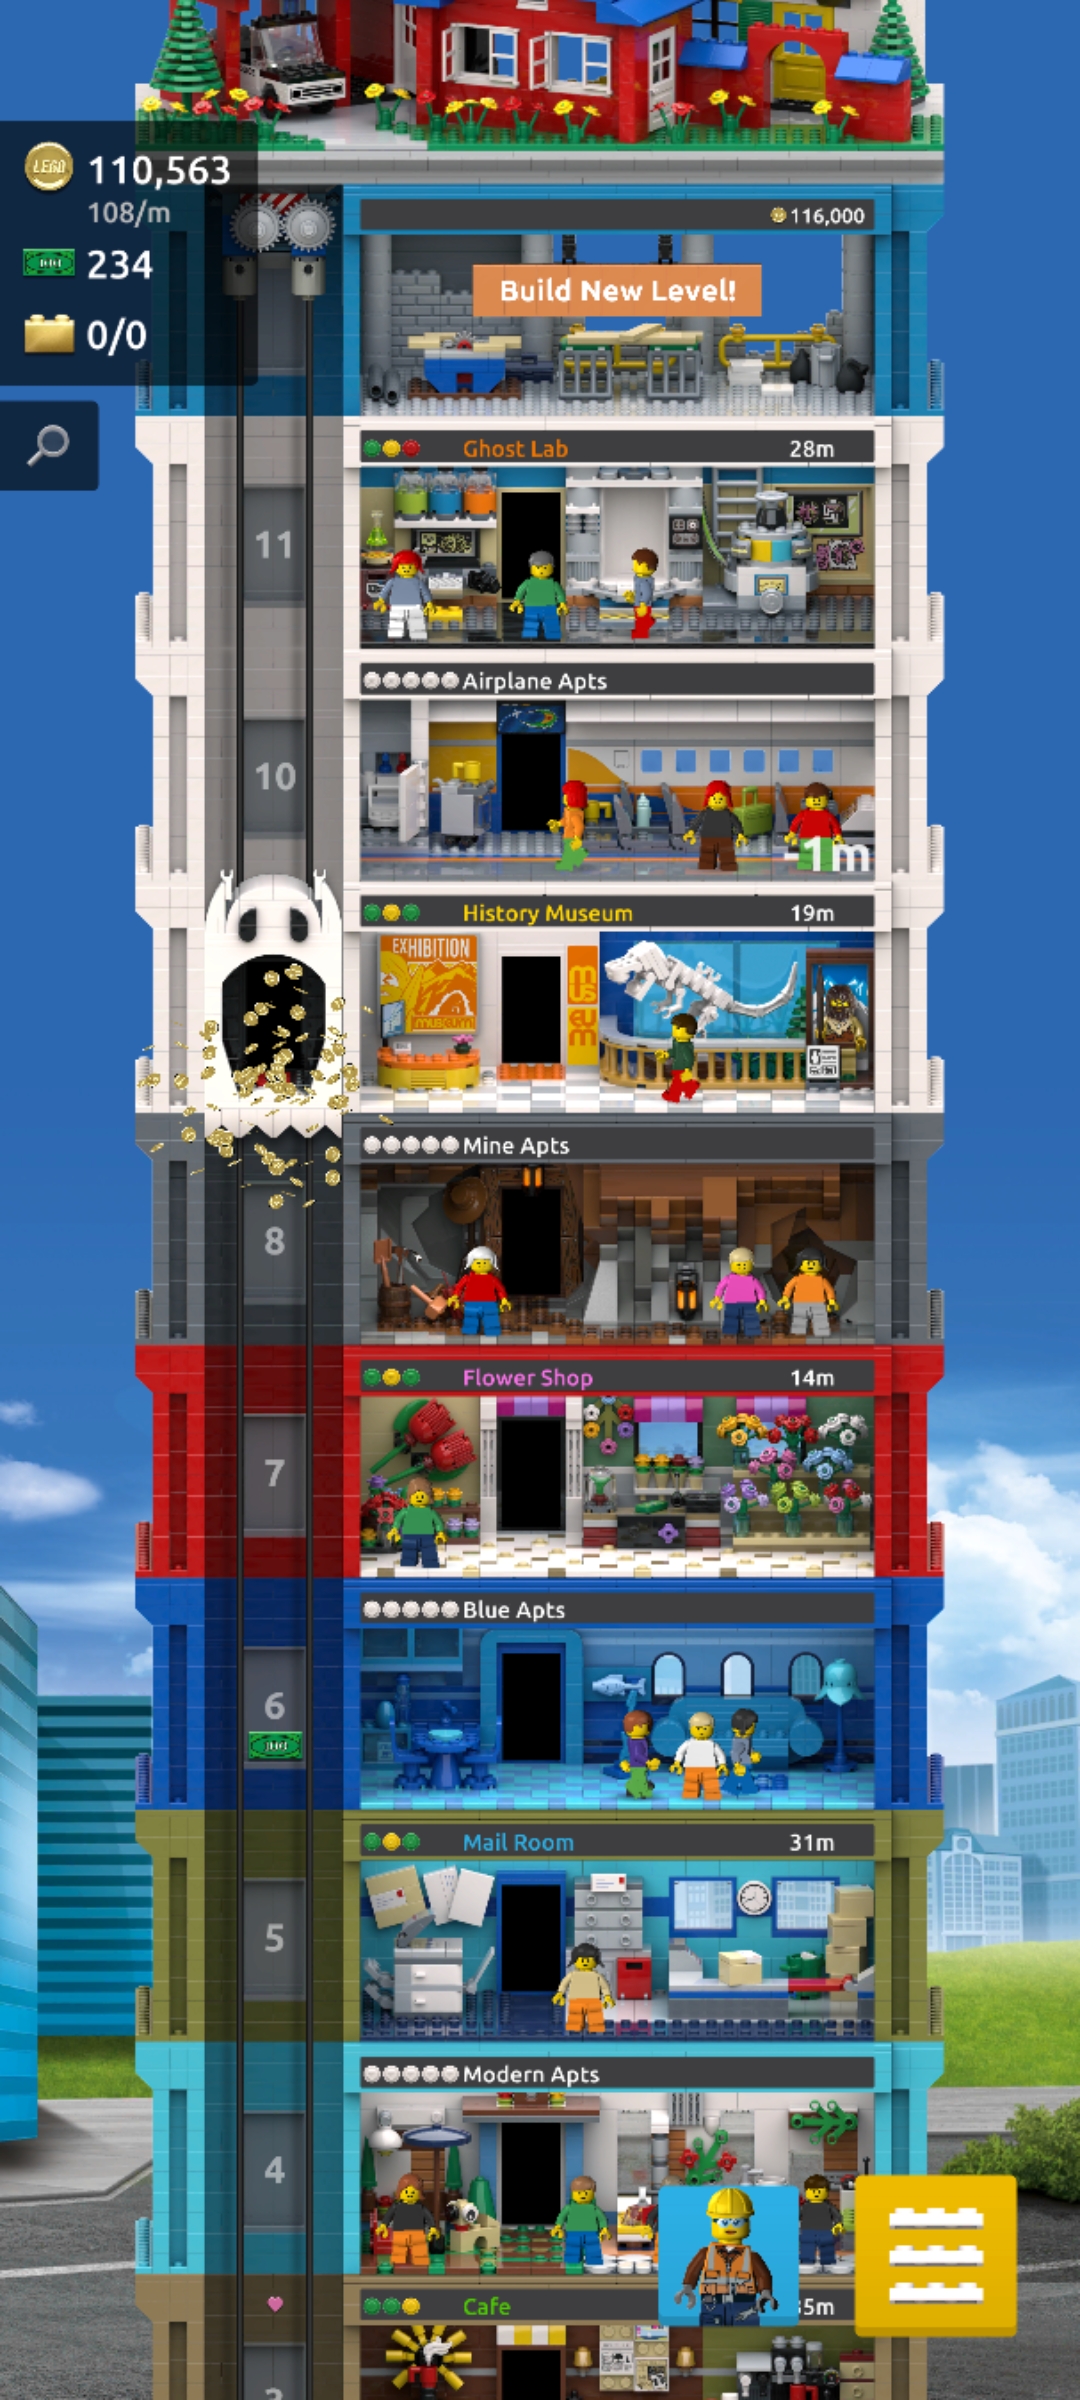 LEGO 110,563
108/m
234
0/0
116,000
Build New Level!
Ghost Lab 28m
11
Airplane Apts
10
-1m
History Museum 19m
EXHIBITION
museum
Mine Apts
8
Flower Shop 14m
7
Blue Apts
6
Mail Room 31m
5
Modern Apts
4
Cafe 5m
3